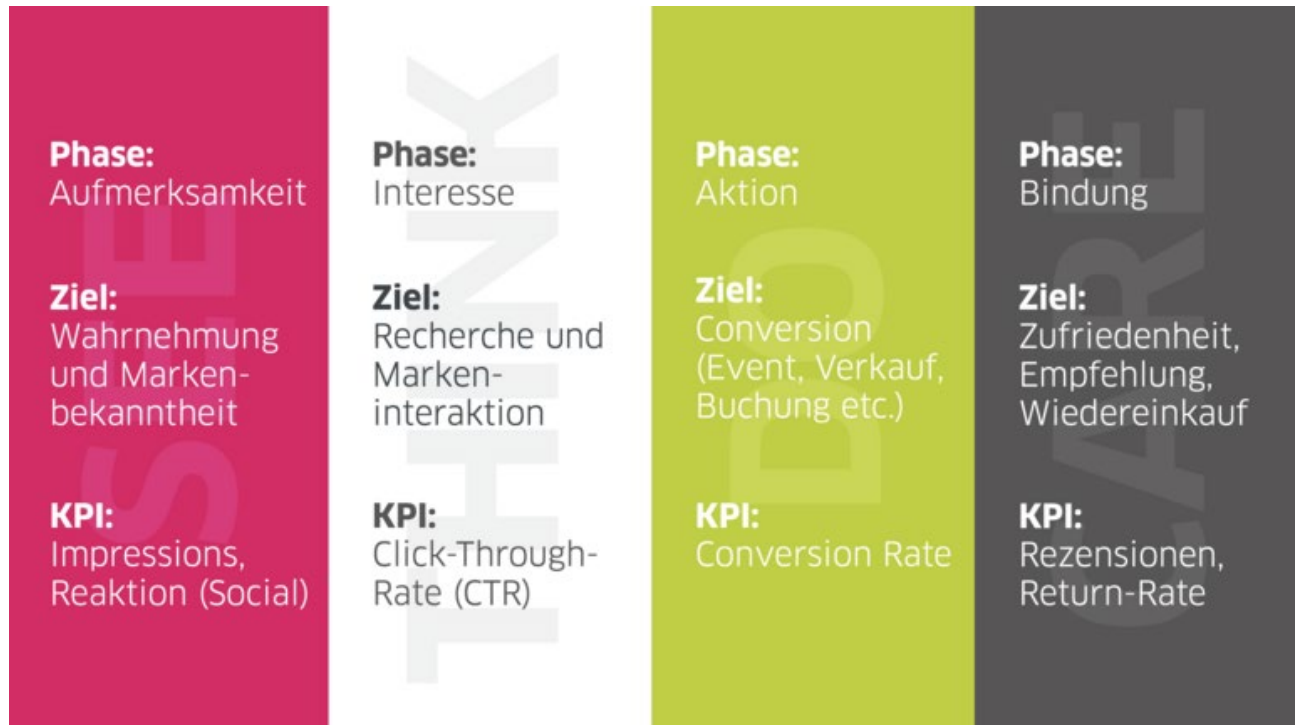 SEE
Phase:
Aufmerksamkeit
Ziel:
Wahrnehmung
und Marken-
bekanntheit
KPI:
Impressions,
Reaktion (Social)
THINK
Phase:
Interesse
Ziel:
Recherche und
Marken-
interaktion
KPI:
Click-Through-
Rate (CTR)
DO
Phase:
Aktion
Ziel:
Conversion
(Event, Verkauf,
Buchung etc.)
KPI:
Conversion Rate
CARE
Phase:
Bindung
Ziel:
Zufriedenheit,
Empfehlung,
Wiedereinkauf
KPI:
Rezensionen,
Return-Rate